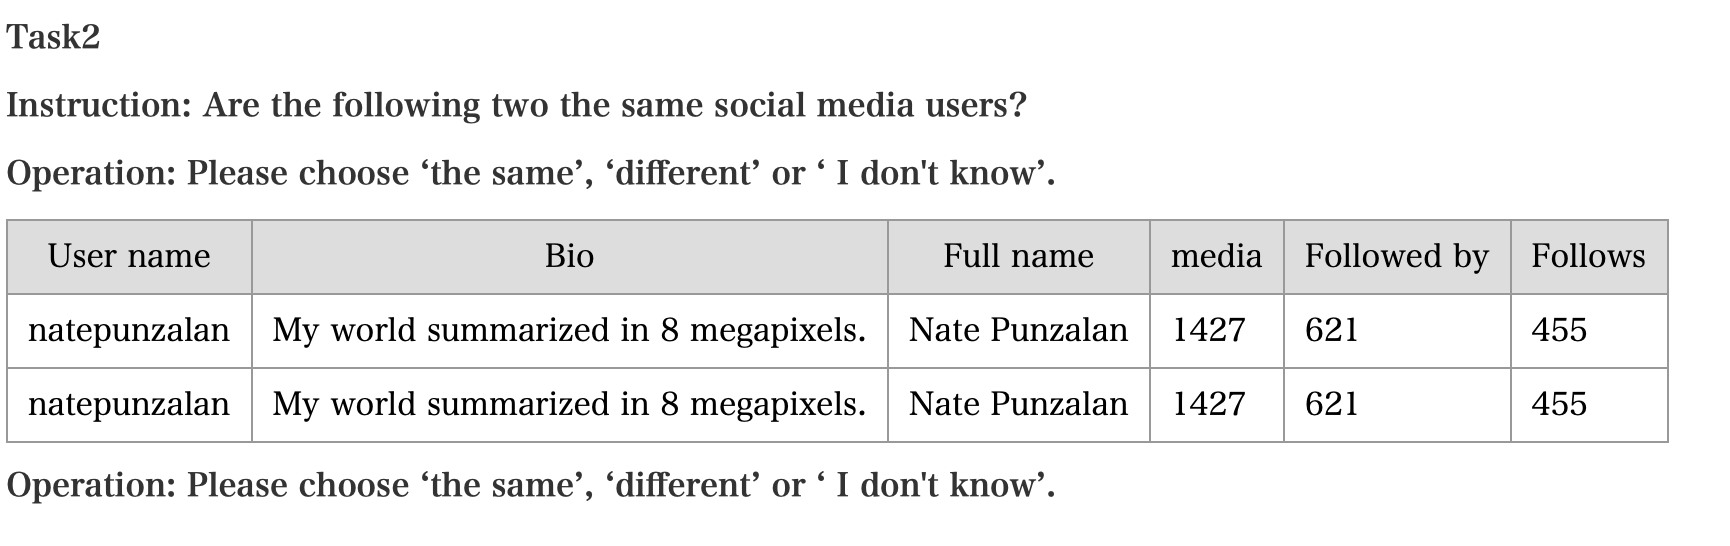 Task2
Instruction: Are the following two the same social media users?
Operation: Please choose ‘the same’, ‘different’ or ‘ I don't know’.
User name Bio Full name media Followed by Follows
natepunzalan My world summarized in 8 megapixels. Nate Punzalan 1427 621 455
natepunzalan My world summarized in 8 megapixels. Nate Punzalan 1427 621 455
Operation: Please choose ‘the same’, ‘different’ or ‘ I don't know’.